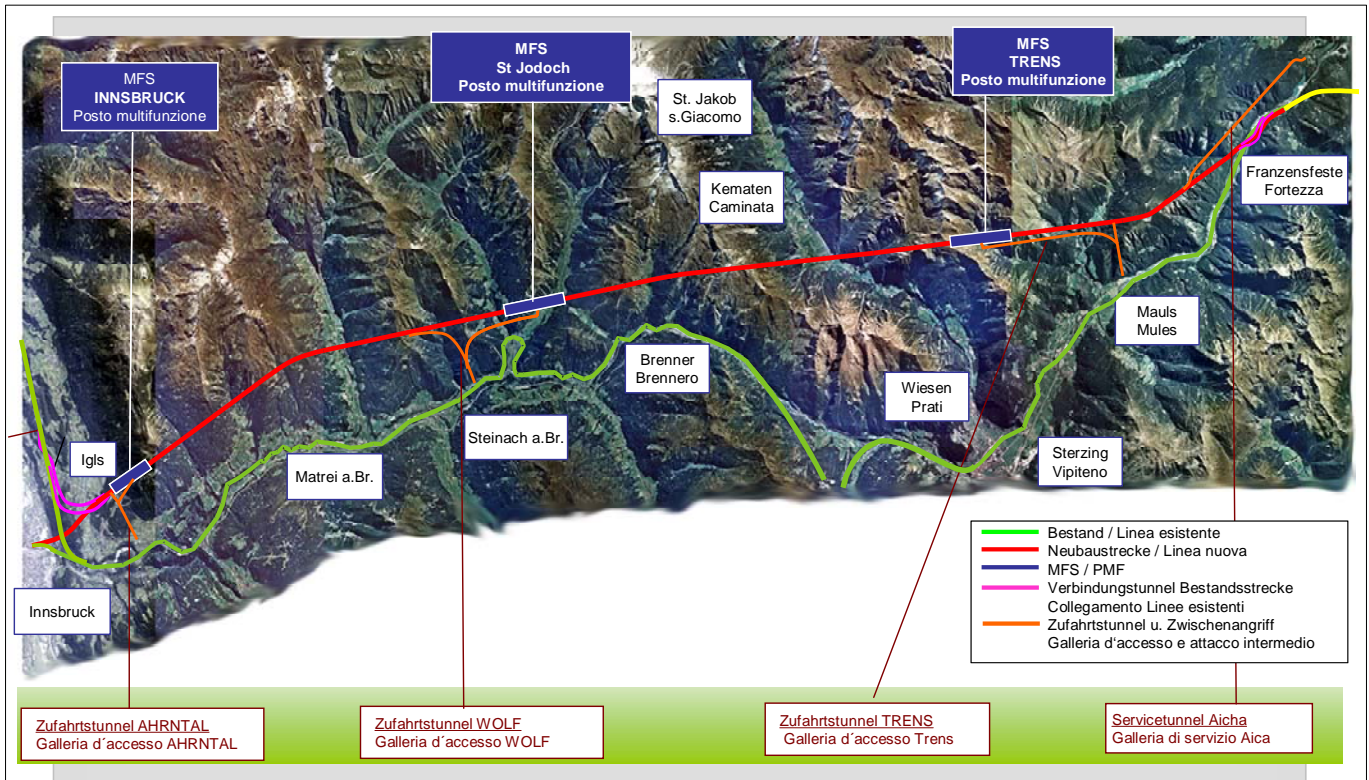 MFS
INNSBRUCK
Posto multifunzione
MFS
St Jodoch
Posto multifunzione
MFS
TRENS
Posto multifunzione
St. Jakob
s.Giacomo
Kematen
Caminata
Franzensfeste
Fortezza
Mauls
Mules
Brenner
Brennero
Wiesen
Prati
Steinach a.Br.
Sterzing
Vipiteno
Igls
Matrei a.Br.
Innsbruck
Bestand / Linea esistente
Neubaustrecke / Linea nuova
MFS / PMF
Verbindungstunnel Bestandsstrecke
Collegamento Linee esistenti
Zufahrtstunnel u. Zwischenangriff
Galleria d‘accesso e attacco intermedio
Zufahrtstunnel AHRNTAL
Galleria d´accesso AHRNTAL
Zufahrtstunnel WOLF
Galleria d´accesso WOLF
Zufahrtstunnel TRENS
Galleria d´accesso Trens
Servicetunnel Aicha
Galleria di servizio Aica